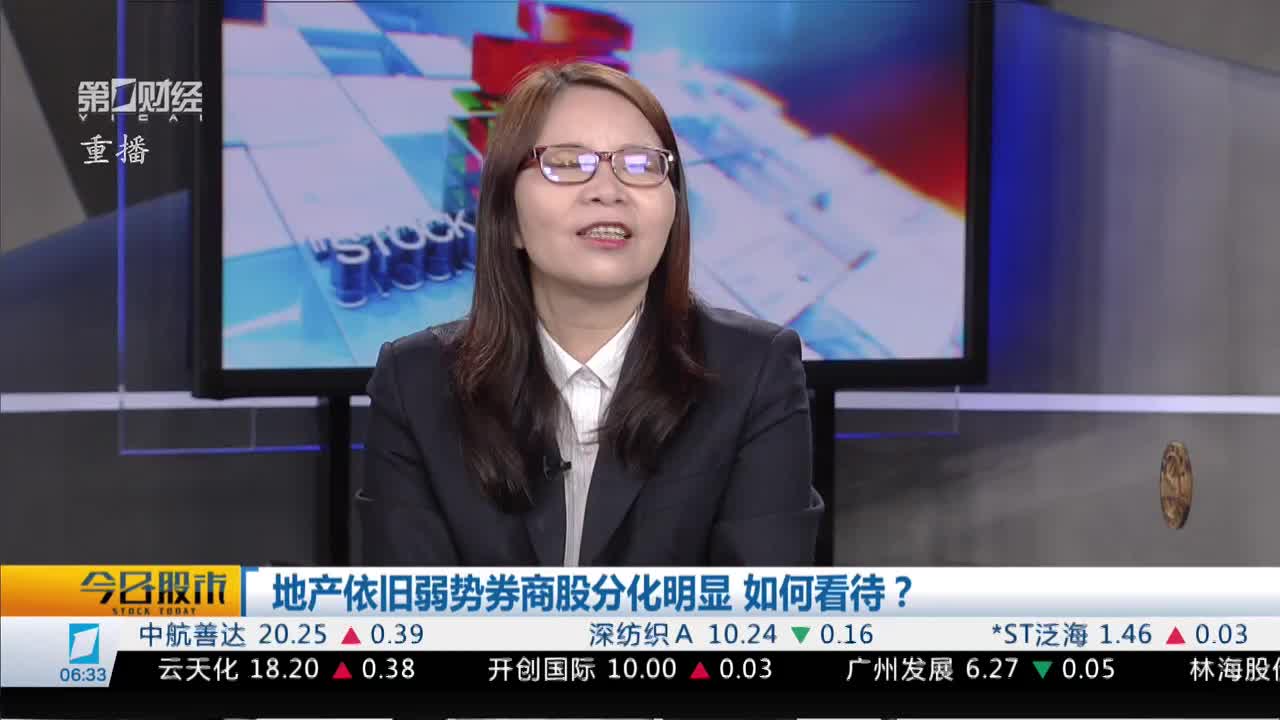 第一财经
YICAI
重播
"STOCK
今日股市
STOCK TODAY
地产依旧弱势券商股分化明显 如何看待？
中航善达 20.25 ▲ 0.39 深纺织A 10.24 ▼ 0.16 *ST泛海 1.46 ▲ 0.03
06:33
云天化 18.20 ▲ 0.38 开创国际 10.00 ▲ 0.03 广州发展 6.27 ▼ 0.05 林海股份